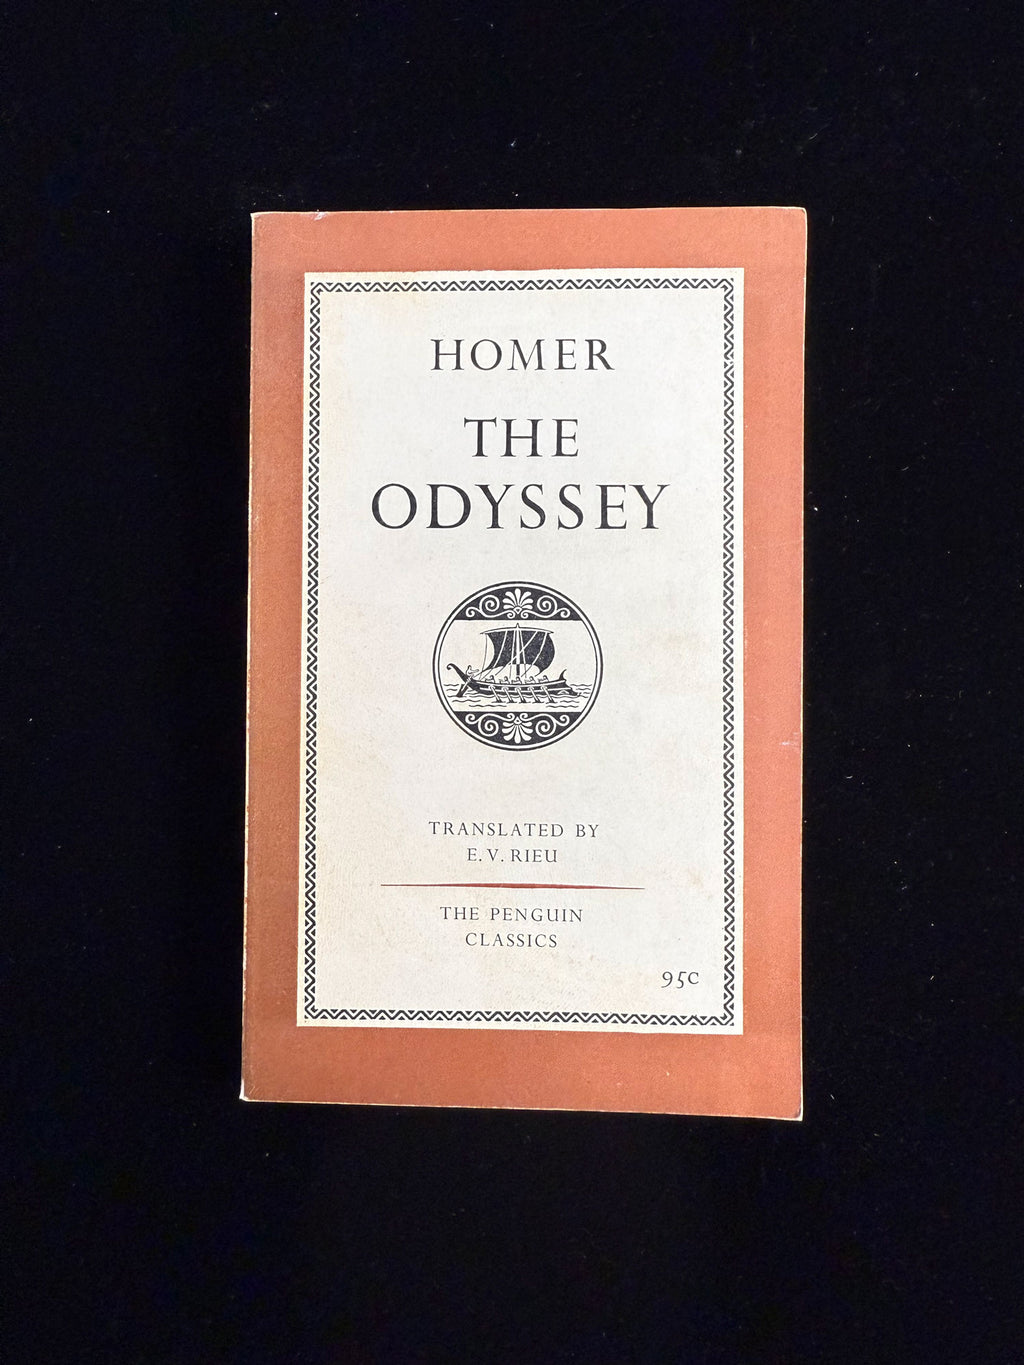 HOMER
THE
ODYSSEY
TRANSLATED BY
E. V. RIEU
THE PENGUIN
CLASSICS
95c